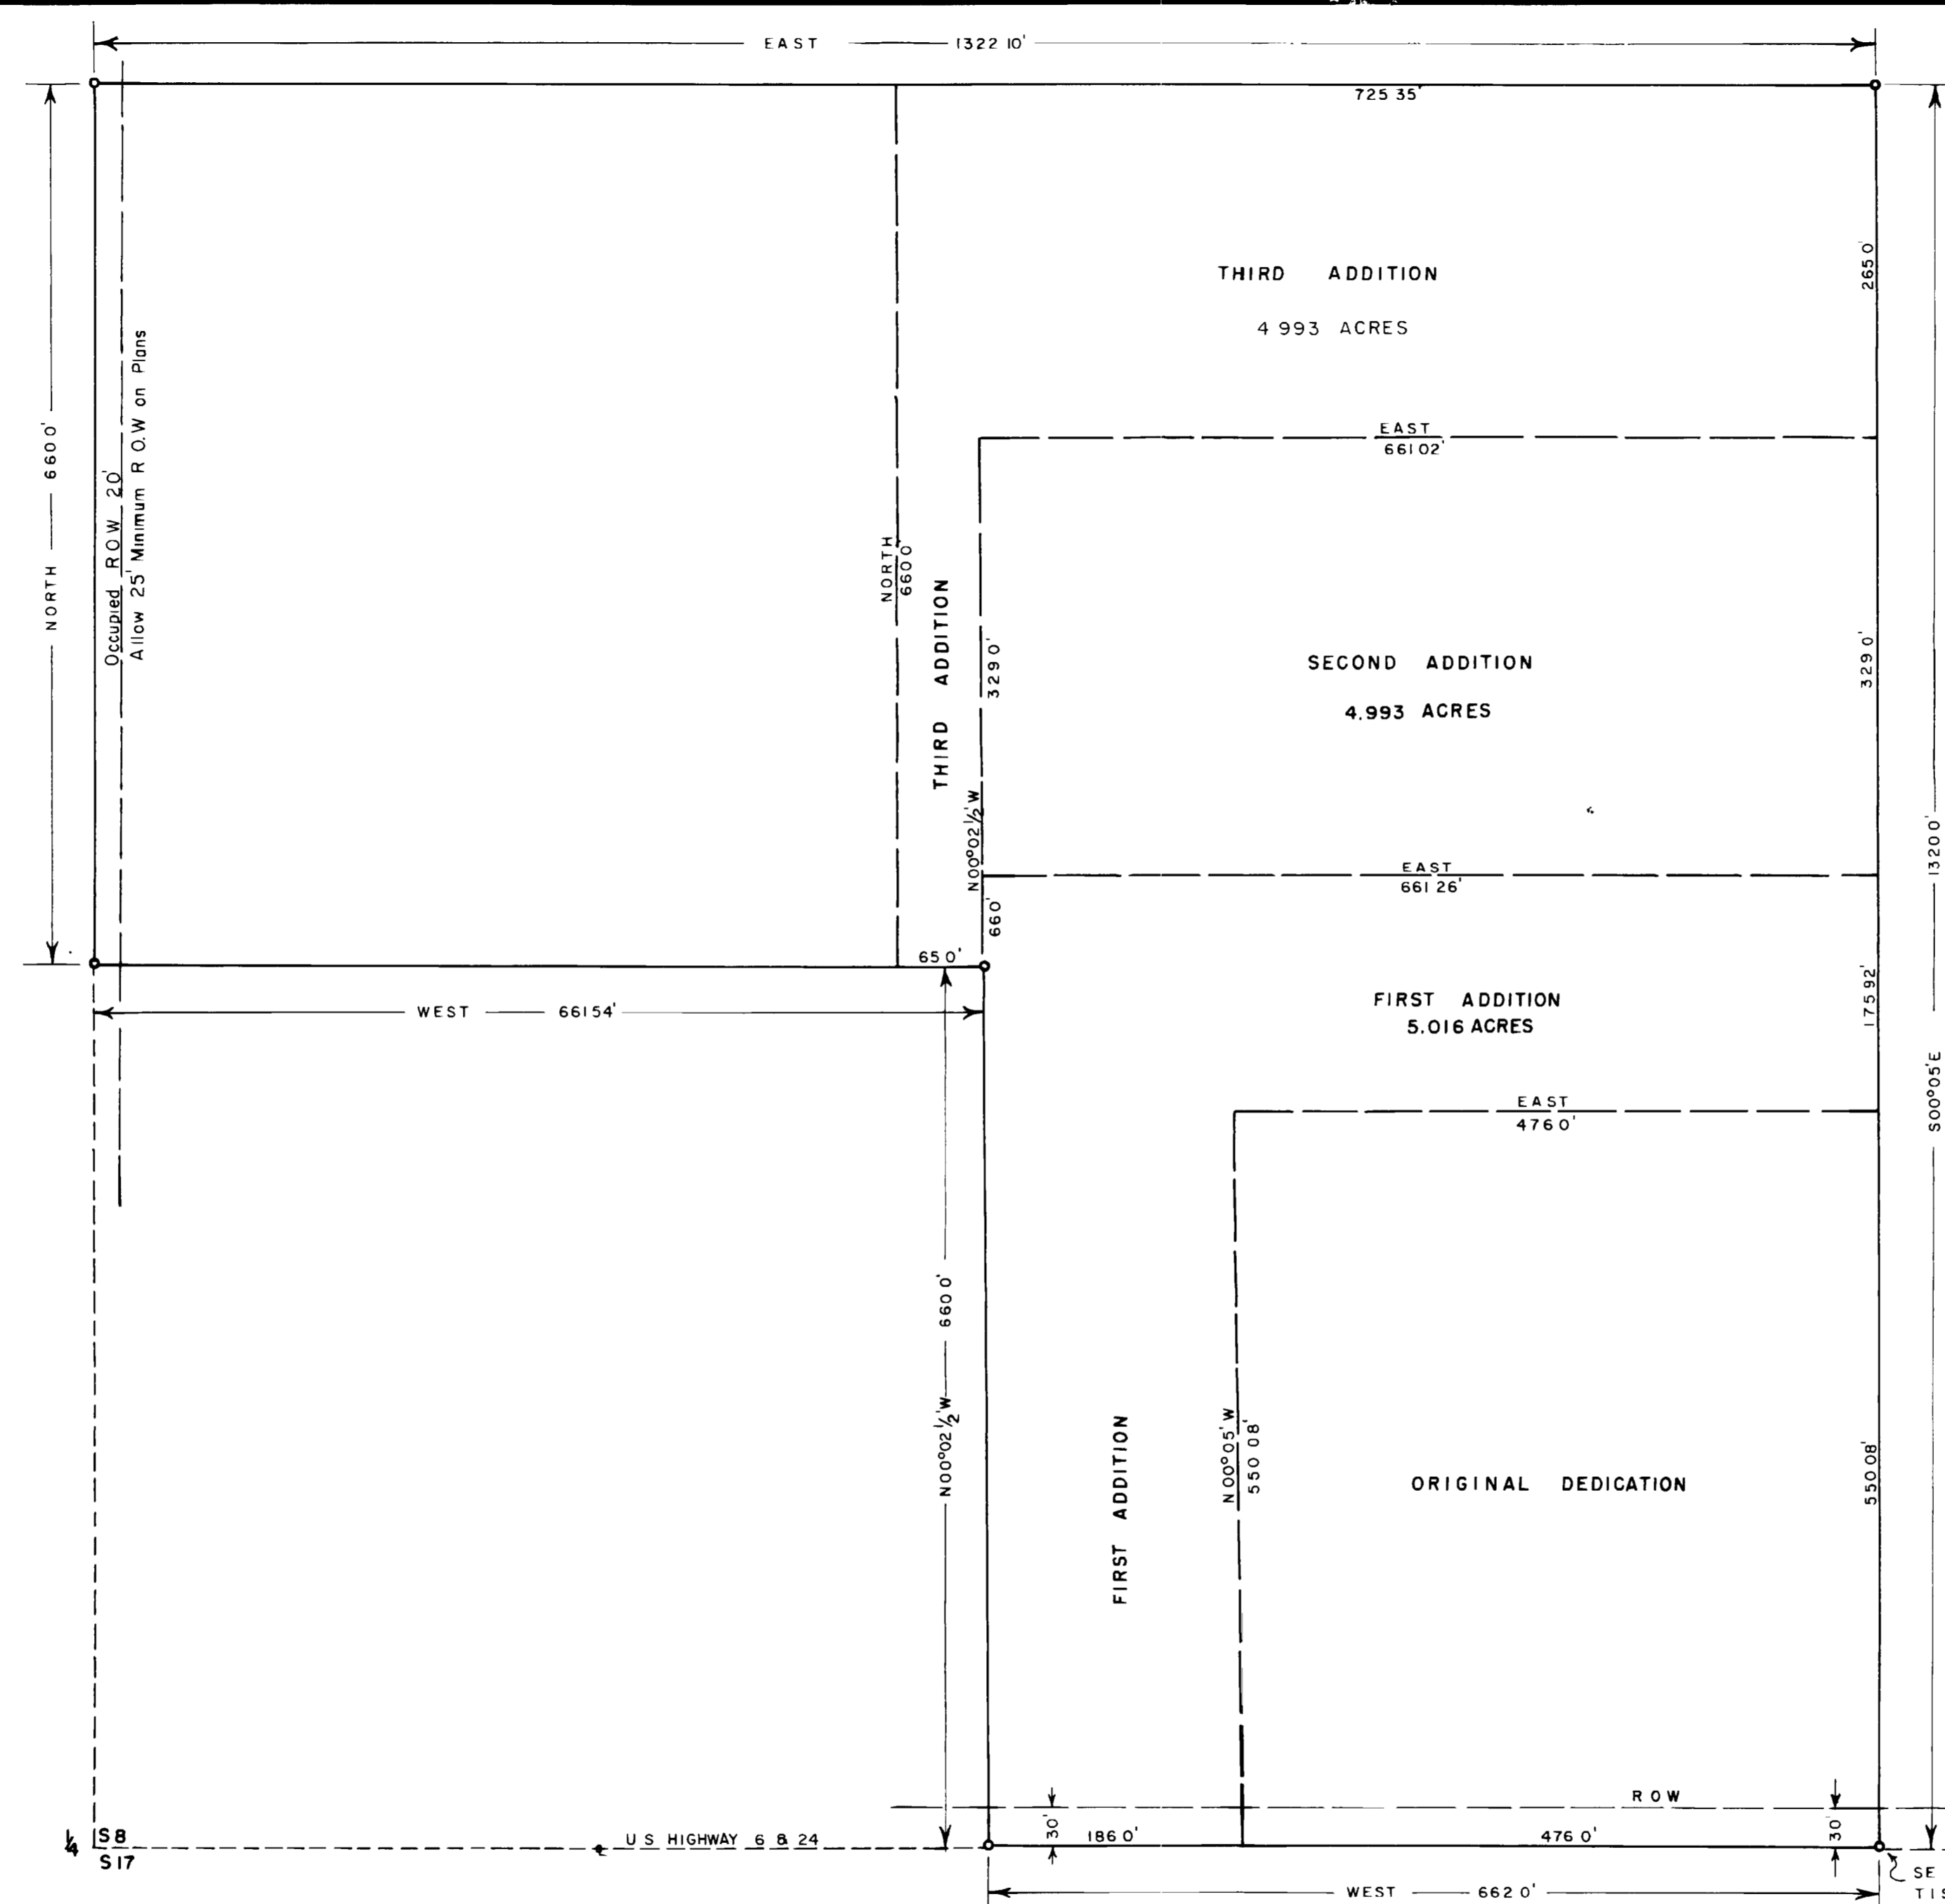 EAST 1322 10'
725 35'
THIRD ADDITION
4 993 ACRES
265 0'
NORTH 660 0'
Occupied ROW 20'
Allow 25' Minimum R O.W on Plans
EAST
661 02'
NORTH
660 0'
THIRD ADDITION
329 0'
SECOND ADDITION
4.993 ACRES
329 0'
N00°02½'W
EAST
661 26'
66 0'
65 0'
WEST 661 54'
FIRST ADDITION
5.016 ACRES
175 92'
1320 0'
S00°05'E
EAST
476 0'
N00°02½'W 660 0'
FIRST ADDITION
N00°05'W
550 08'
ORIGINAL DEDICATION
550 08'
R O W
30'
186 0'
476 0'
30'
¼ S8
S17
U S HIGHWAY 6 & 24
WEST 662 0'
SE
T1S